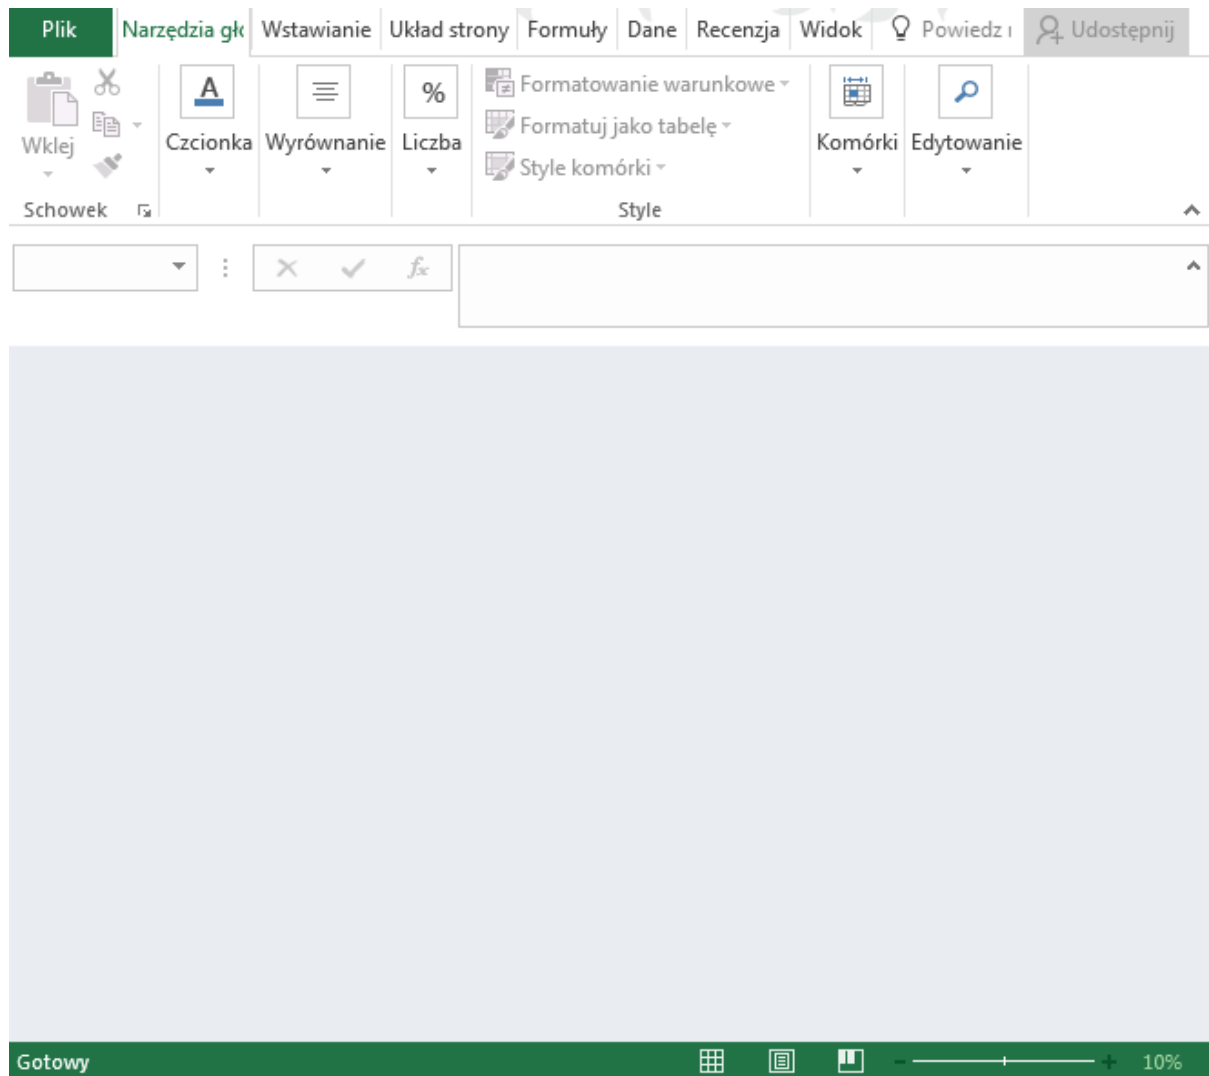 Plik Narzędzia głó Wstawianie Układ strony Formuły Dane Recenzja Widok Powiedz Udostępnij
Wklej
Schowek
A
Czcionka
Wyrównanie
%
Liczba
Formatowanie warunkowe
Formatuj jako tabelę
Style komórki
Style
Komórki
Edytowanie
fx
Gotowy
10%